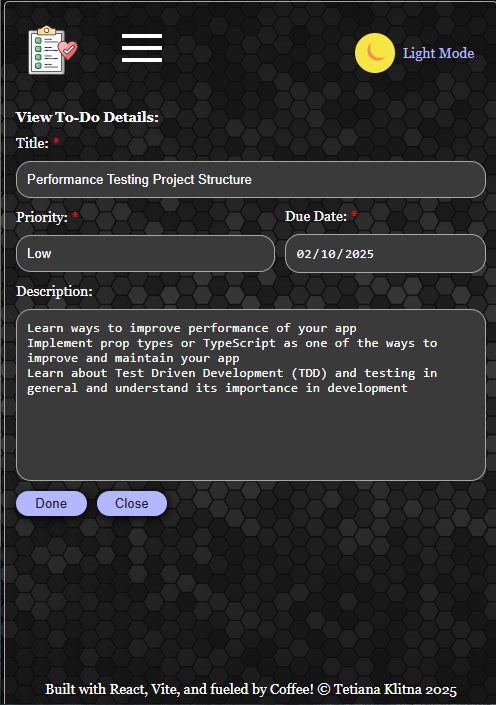 Light Mode
View To-Do Details:
Title: *
Performance Testing Project Structure
Priority: *
Due Date: *
Low
02/10/2025
Description:
Learn ways to improve performance of your app
Implement prop types or TypeScript as one of the ways to
improve and maintain your app
Learn about Test Driven Development (TDD) and testing in
general and understand its importance in development
Done
Close
Built with React, Vite, and fueled by Coffee! © Tetiana Klitna 2025